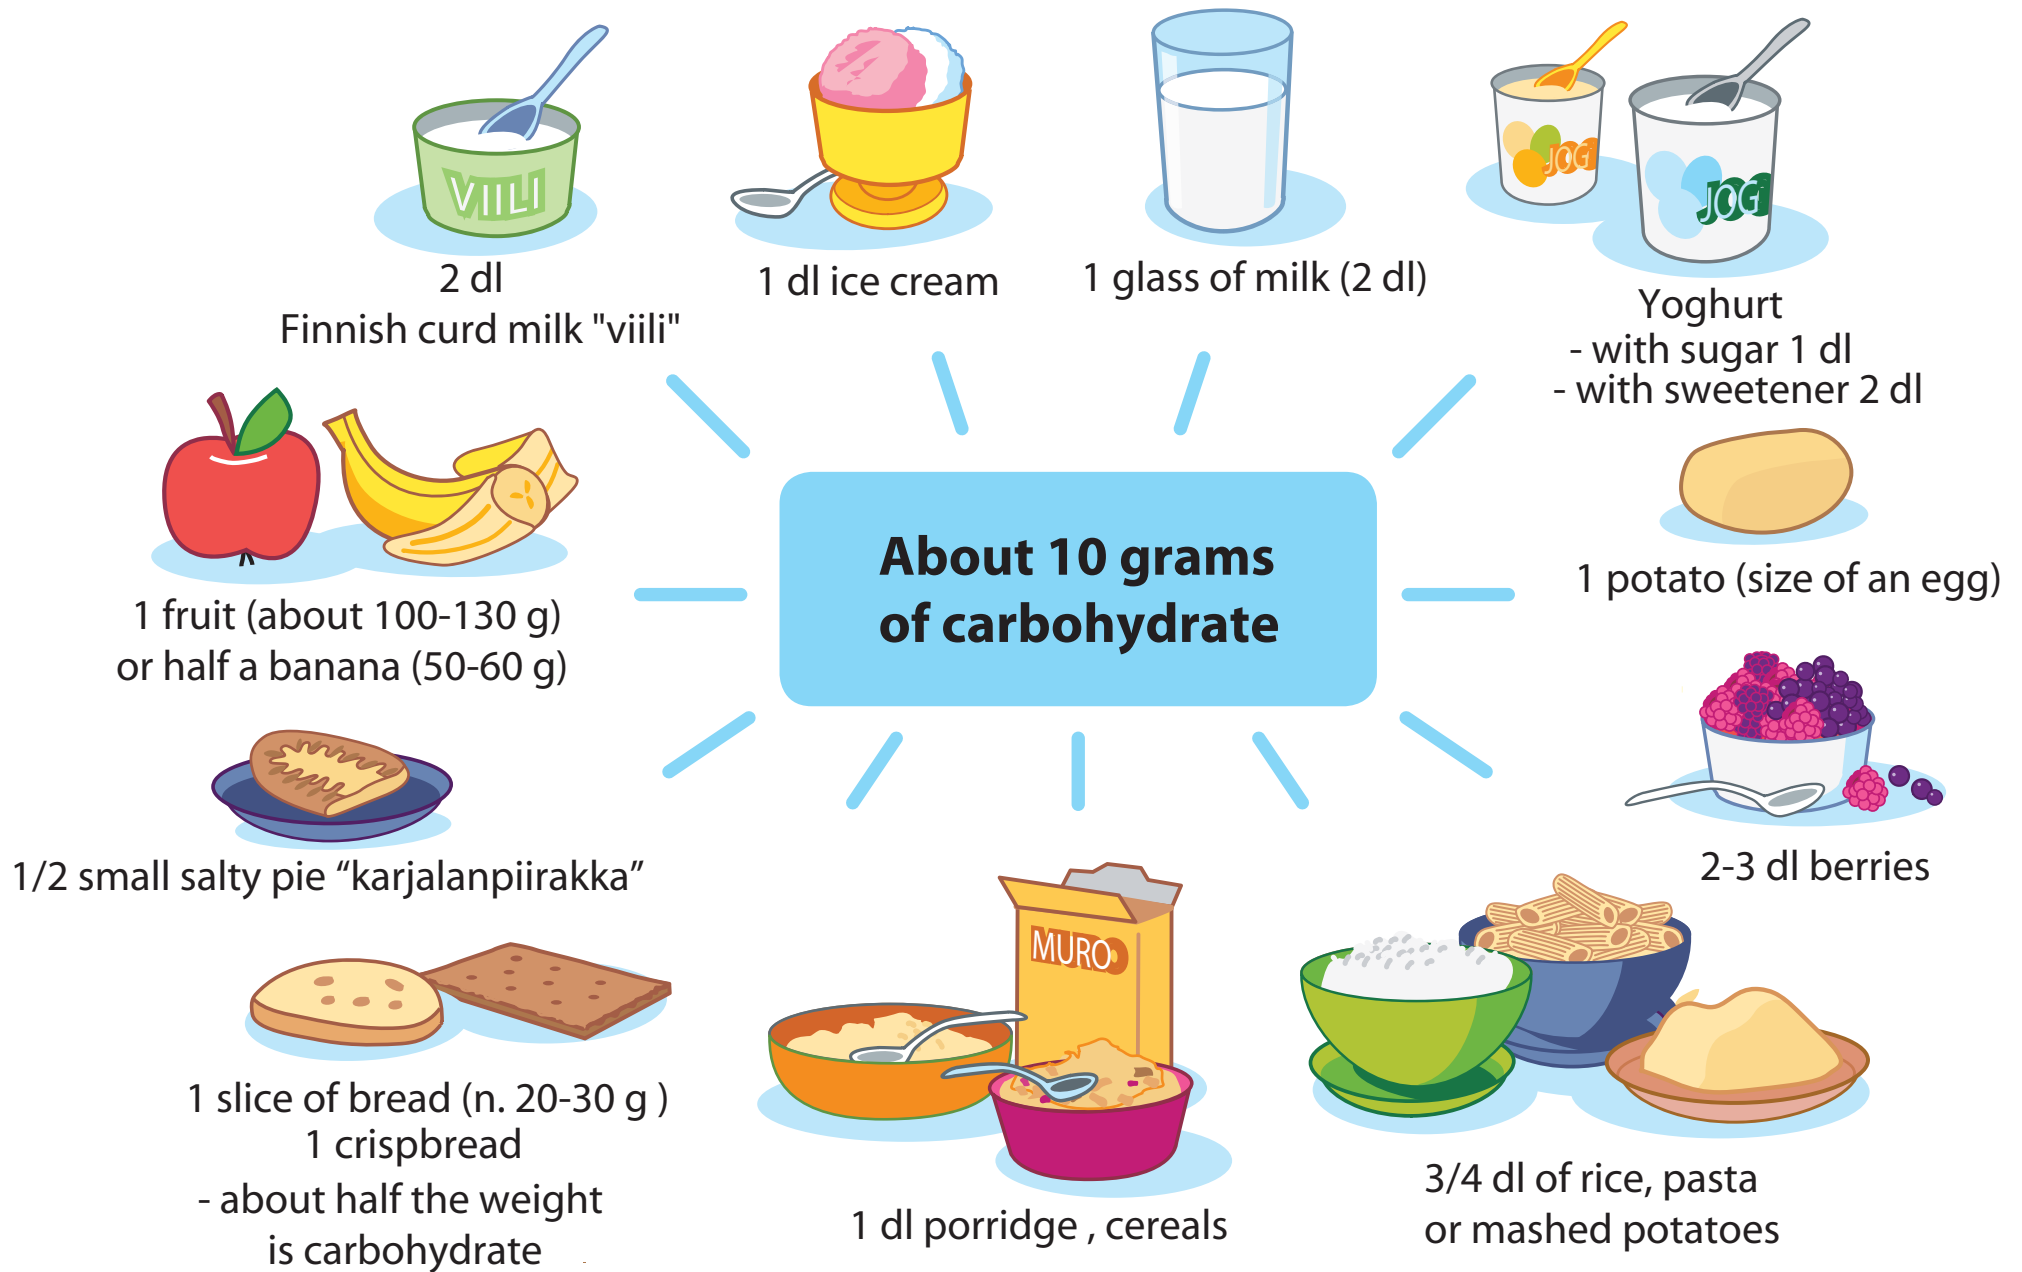 VIILI
2 dl
Finnish curd milk "viili"
1 dl ice cream
1 glass of milk (2 dl)
JOGI
JOGI
Yoghurt
- with sugar 1 dl
- with sweetener 2 dl
1 fruit (about 100-130 g)
or half a banana (50-60 g)
About 10 grams
of carbohydrate
1 potato (size of an egg)
1/2 small salty pie “karjalanpiirakka”
2-3 dl berries
1 slice of bread (n. 20-30 g )
1 crispbread
- about half the weight
is carbohydrate
MURO
1 dl porridge , cereals
3/4 dl of rice, pasta
or mashed potatoes